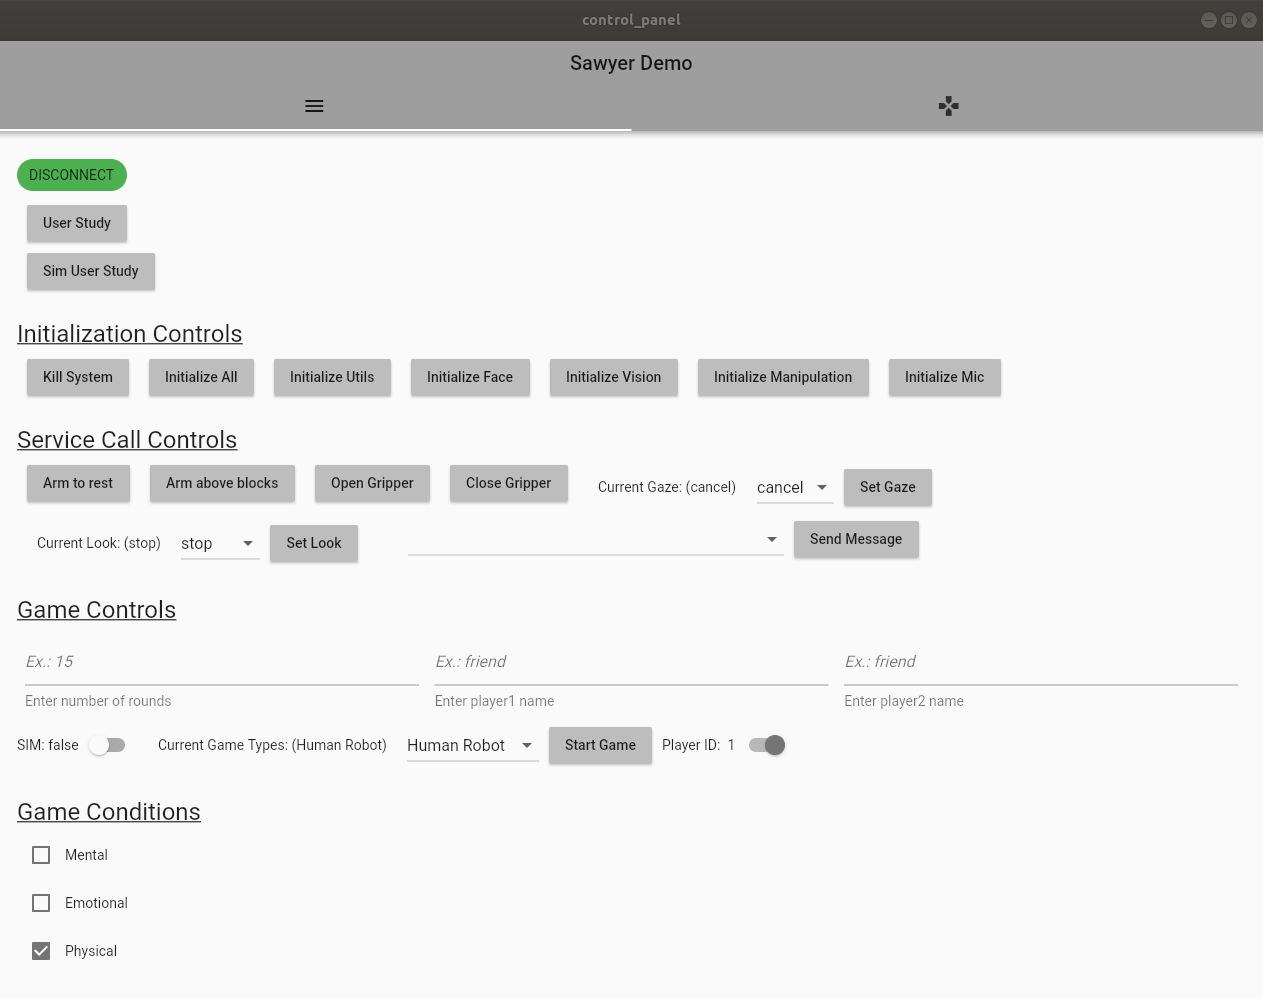 control_panel
Sawyer Demo
DISCONNECT
User Study
Sim User Study
Initialization Controls
Kill System Initialize All Initialize Utils Initialize Face Initialize Vision Initialize Manipulation Initialize Mic
Service Call Controls
Arm to rest Arm above blocks Open Gripper Close Gripper Current Gaze: (cancel) cancel Set Gaze
Current Look: (stop) stop Set Look Send Message
Game Controls
Ex.: 15 Ex.: friend Ex.: friend
Enter number of rounds Enter player1 name Enter player2 name
SIM: false Current Game Types: (Human Robot) Human Robot Start Game Player ID: 1
Game Conditions
Mental
Emotional
Physical